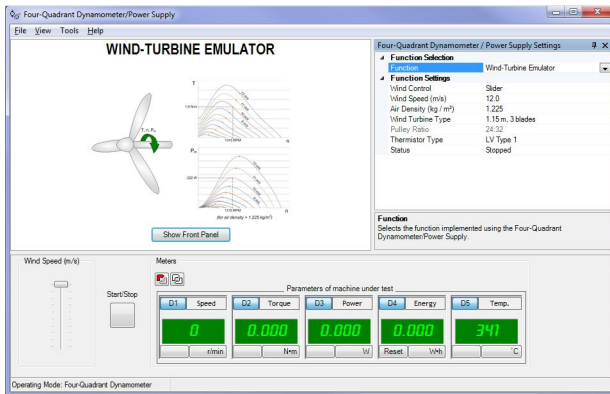 Four-Quadrant Dynamometer/Power Supply
File View Tools Help
WIND-TURBINE EMULATOR
T
n
T, n, Pm
Pm
n
1310 RPM
(for air density = 1.225 kg/m³)
Show Front Panel
Four-Quadrant Dynamometer / Power Supply Settings
Function Selection
Function Wind-Turbine Emulator
Function Settings
Wind Control Slider
Wind Speed (m/s) 12.0
Air Density (kg / m³) 1.225
Wind Turbine Type 1.15 m. 3 blades
Pulley Ratio 24:32
Thermistor Type LV Type 1
Status Stopped
Function
Selects the function implemented using the Four-Quadrant
Dynamometer/Power Supply.
Wind Speed (m/s)
Start/Stop
Meters
Parameters of machine under test
D1 Speed D2 Torque D3 Power D4 Energy D5 Temp.
0 0.000 0.000 0.000 341
r/min N•m W Reset W•h °C
Operating Mode: Four-Quadrant Dynamometer